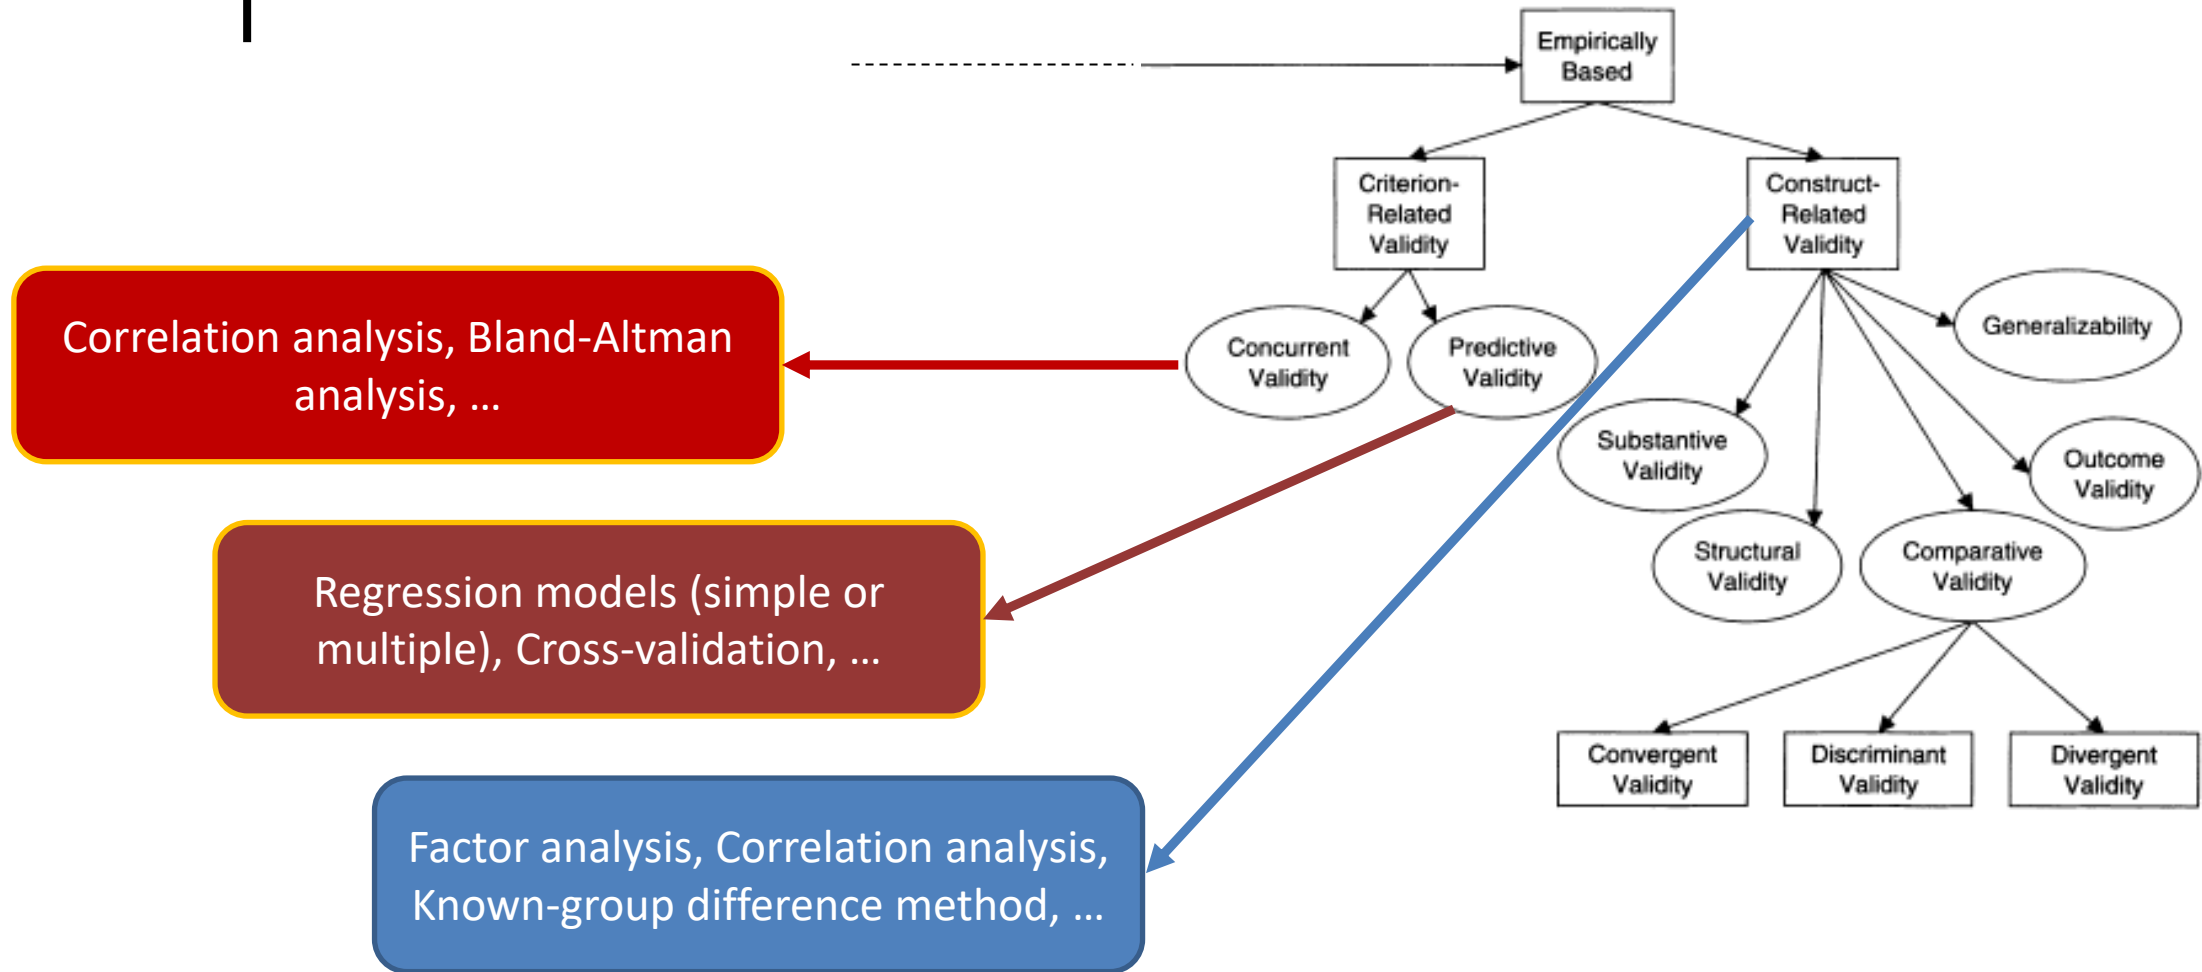 Empirically
Based
Criterion-
Related
Validity
Construct-
Related
Validity
Correlation analysis, Bland-Altman
analysis, …
Concurrent
Validity
Predictive
Validity
Generalizability
Substantive
Validity
Outcome
Validity
Structural
Validity
Comparative
Validity
Regression models (simple or
multiple), Cross-validation, …
Convergent
Validity
Discriminant
Validity
Divergent
Validity
Factor analysis, Correlation analysis,
Known-group difference method, …